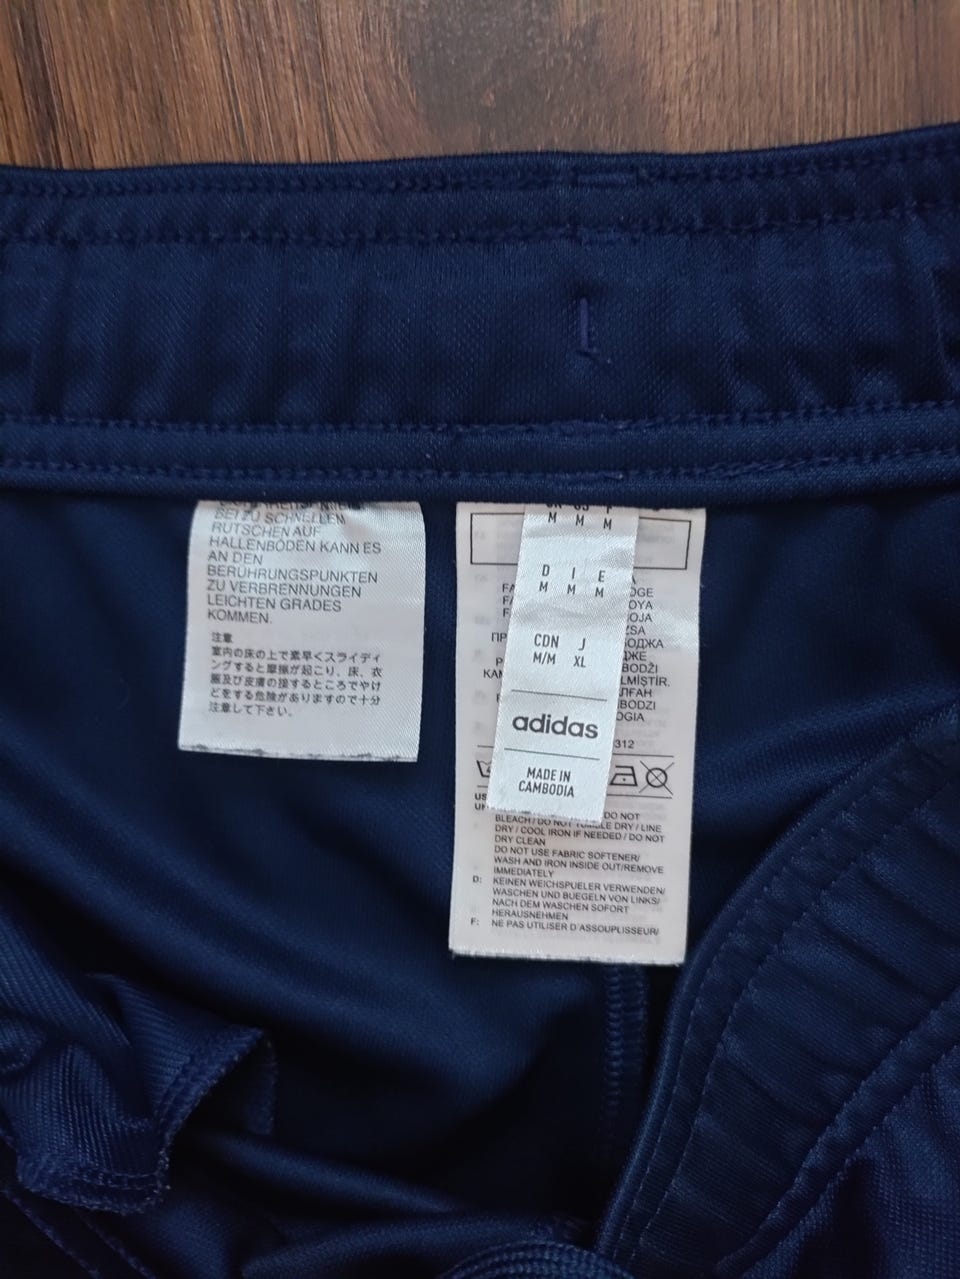 BEI ZU SCHNELLEM
RUTSCHEN AUF
HALLENBÖDEN KANN ES
AN DEN
BERÜHRUNGSPUNKTEN
ZU VERBRENNUNGEN
LEICHTEN GRADES
KOMMEN.
注意
室内の床の上で素早くスライディ
ングすると摩擦が起こり、床、衣
服及び皮膚の接するところでやけ
どをする危険がありますので十分
注意して下さい。
M M M
D I E
M M M
CDN J
M/M XL
adidas
MADE IN
CAMBODIA
312
DO NOT
BLEACH / DO NOT TUMBLE DRY / LINE
DRY / COOL IRON IF NEEDED / DO NOT
DRY CLEAN
DO NOT USE FABRIC SOFTENER/
WASH AND IRON INSIDE OUT/REMOVE
IMMEDIATELY
D: KEINEN WEICHSPUELER VERWENDEN/
WASCHEN UND BUEGELN VON LINKS/
NACH DEM WASCHEN SOFORT
HERAUSNEHMEN
F: NE PAS UTILISER D'ASSOUPLISSEUR/